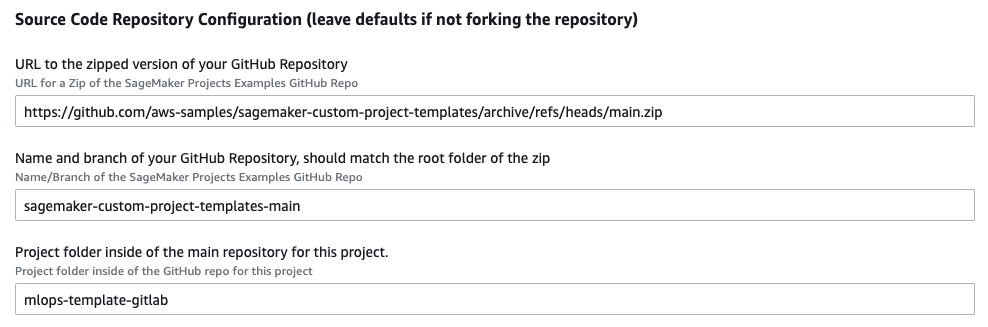 Source Code Repository Configuration (leave defaults if not forking the repository)
URL to the zipped version of your GitHub Repository
URL for a Zip of the SageMaker Projects Examples GitHub Repo
https://github.com/aws-samples/sagemaker-custom-project-templates/archive/refs/heads/main.zip
Name and branch of your GitHub Repository, should match the root folder of the zip
Name/Branch of the SageMaker Projects Examples GitHub Repo
sagemaker-custom-project-templates-main
Project folder inside of the main repository for this project.
Project folder inside of the GitHub repo for this project
mlops-template-gitlab